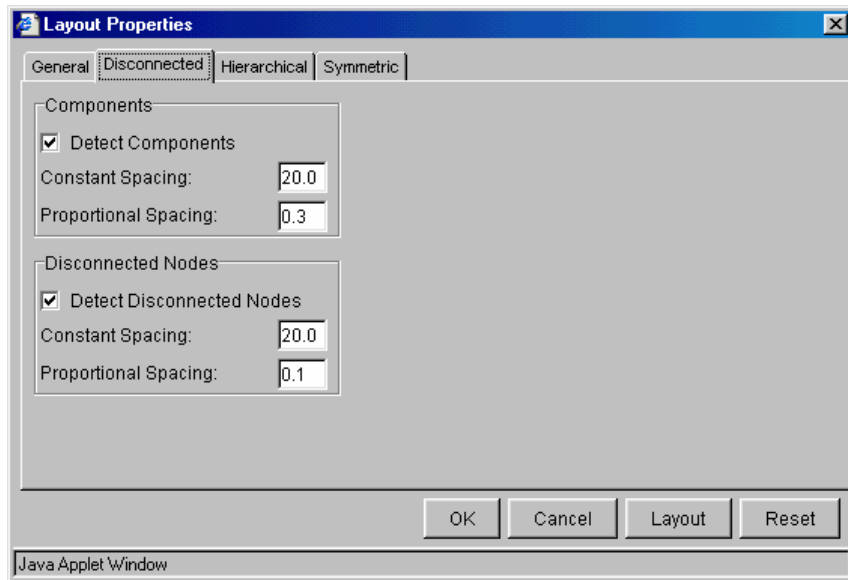 Layout Properties
General Disconnected Hierarchical Symmetric
Components
Detect Components
Constant Spacing: 20.0
Proportional Spacing: 0.3
Disconnected Nodes
Detect Disconnected Nodes
Constant Spacing: 20.0
Proportional Spacing: 0.1
OK Cancel Layout Reset
Java Applet Window